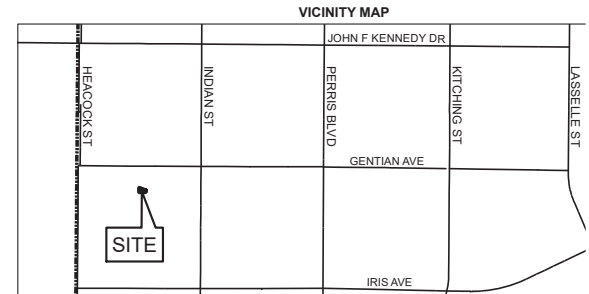 VICINITY MAP
JOHN F KENNEDY DR
HEACOCK ST
INDIAN ST
PERRIS BLVD
KITCHING ST
LASSELLE ST
GENTIAN AVE
SITE
IRIS AVE